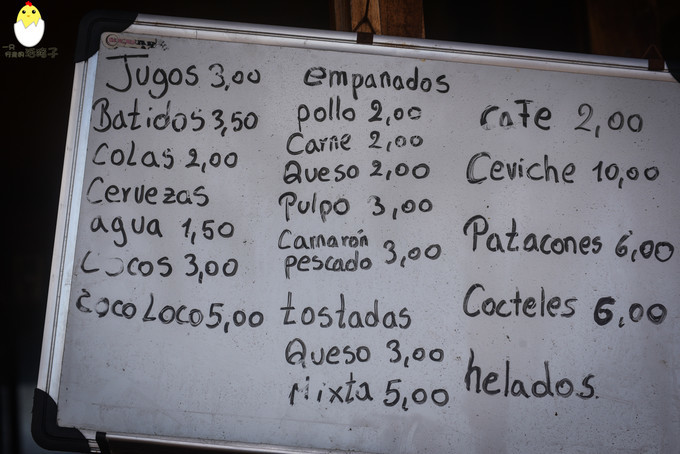 Jugos 3,00
Batidos 3,50
Colas 2,00
Cervezas
agua 1,50
Cocos 3,00
Coco Loco 5,00
empanadas
pollo 2,00
Carne 2,00
Queso 2,00
Pulpo 3,00
Camarón
pescado 3,00
tostadas
Queso 3,00
Mixta 5,00
cafe 2,00
Ceviche 10,00
Patacones 6,00
Cocteles 6,00
helados.